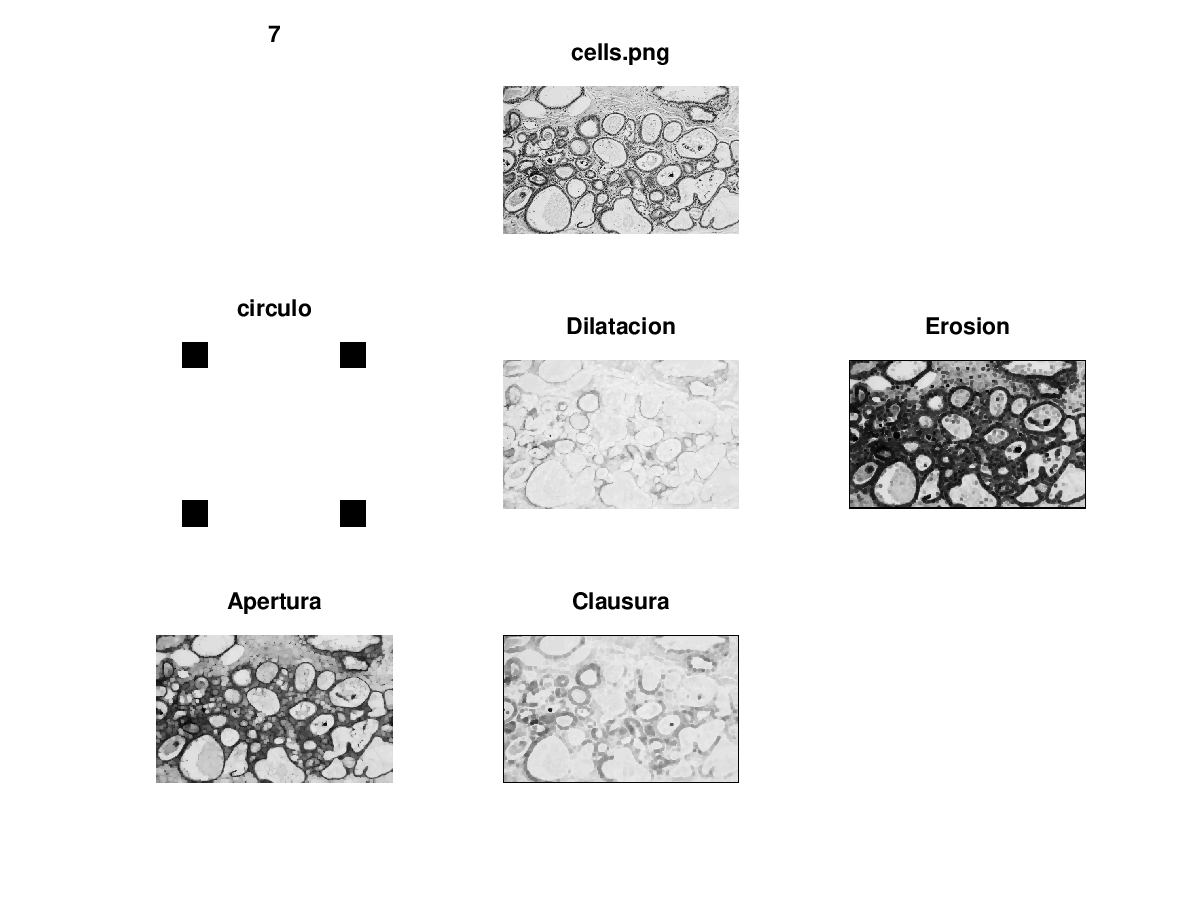 7
cells.png
circulo
Dilatacion
Erosion
Apertura
Clausura